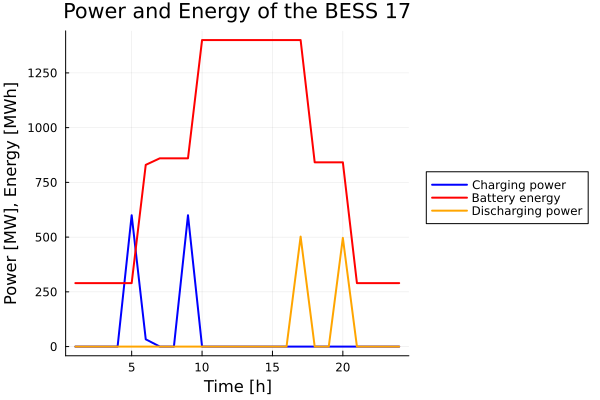 Power and Energy of the BESS 17
Power [MW], Energy [MWh]
1250
1000
750
500
250
0
5
10
15
20
Time [h]
Charging power
Battery energy
Discharging power